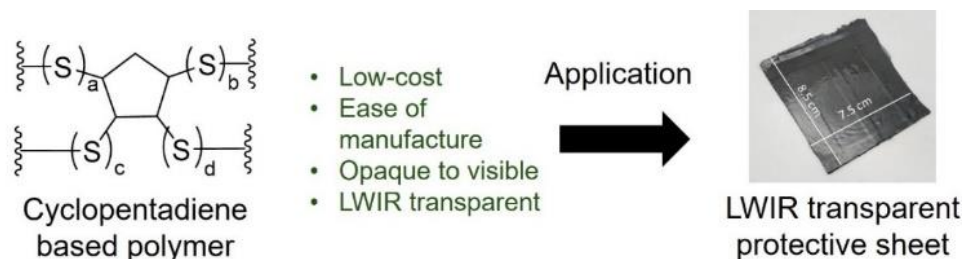 (S)a
(S)b
(S)c
(S)d
Cyclopentadiene
based polymer
• Low-cost
• Ease of
manufacture
• Opaque to visible
• LWIR transparent
Application
8.5 cm
7.5 cm
LWIR transparent
protective sheet